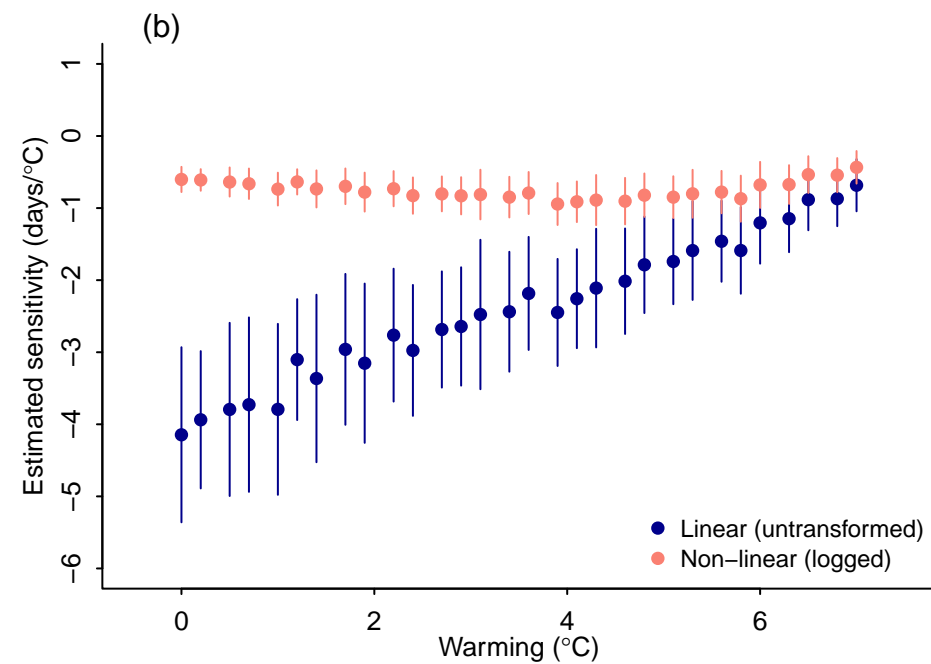 (b)
Estimated sensitivity (days/°C)
1
0
−1
−2
−3
−4
−5
−6
Linear (untransformed)
Non−linear (logged)
0 2 4 6
Warming (°C)